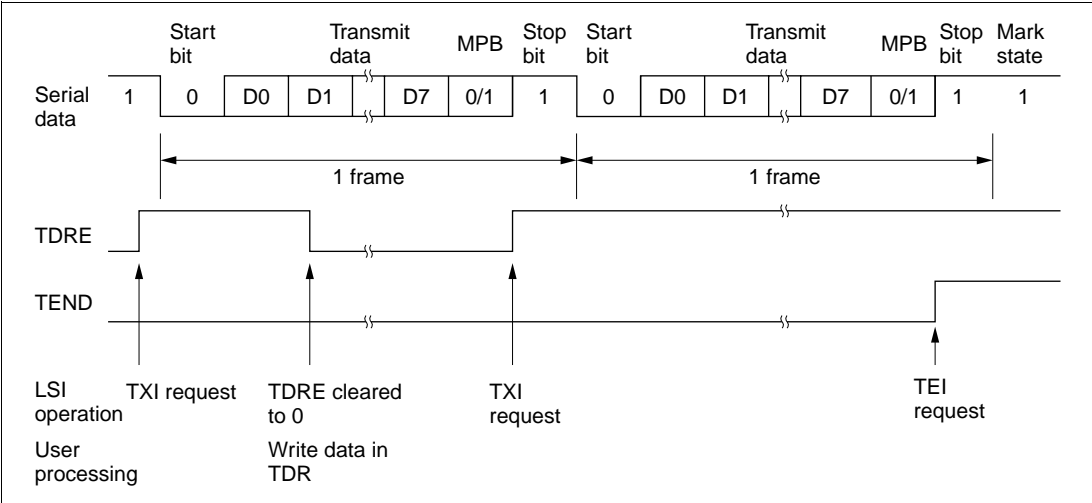 Start bit Transmit data MPB Stop bit Start bit Transmit data MPB Stop bit Mark state
Serial data 1 0 D0 D1 D7 0/1 1 0 D0 D1 D7 0/1 1 1
1 frame 1 frame
TDRE
TEND
LSI operation TXI request TDRE cleared to 0 TXI request TEI request
User processing Write data in TDR